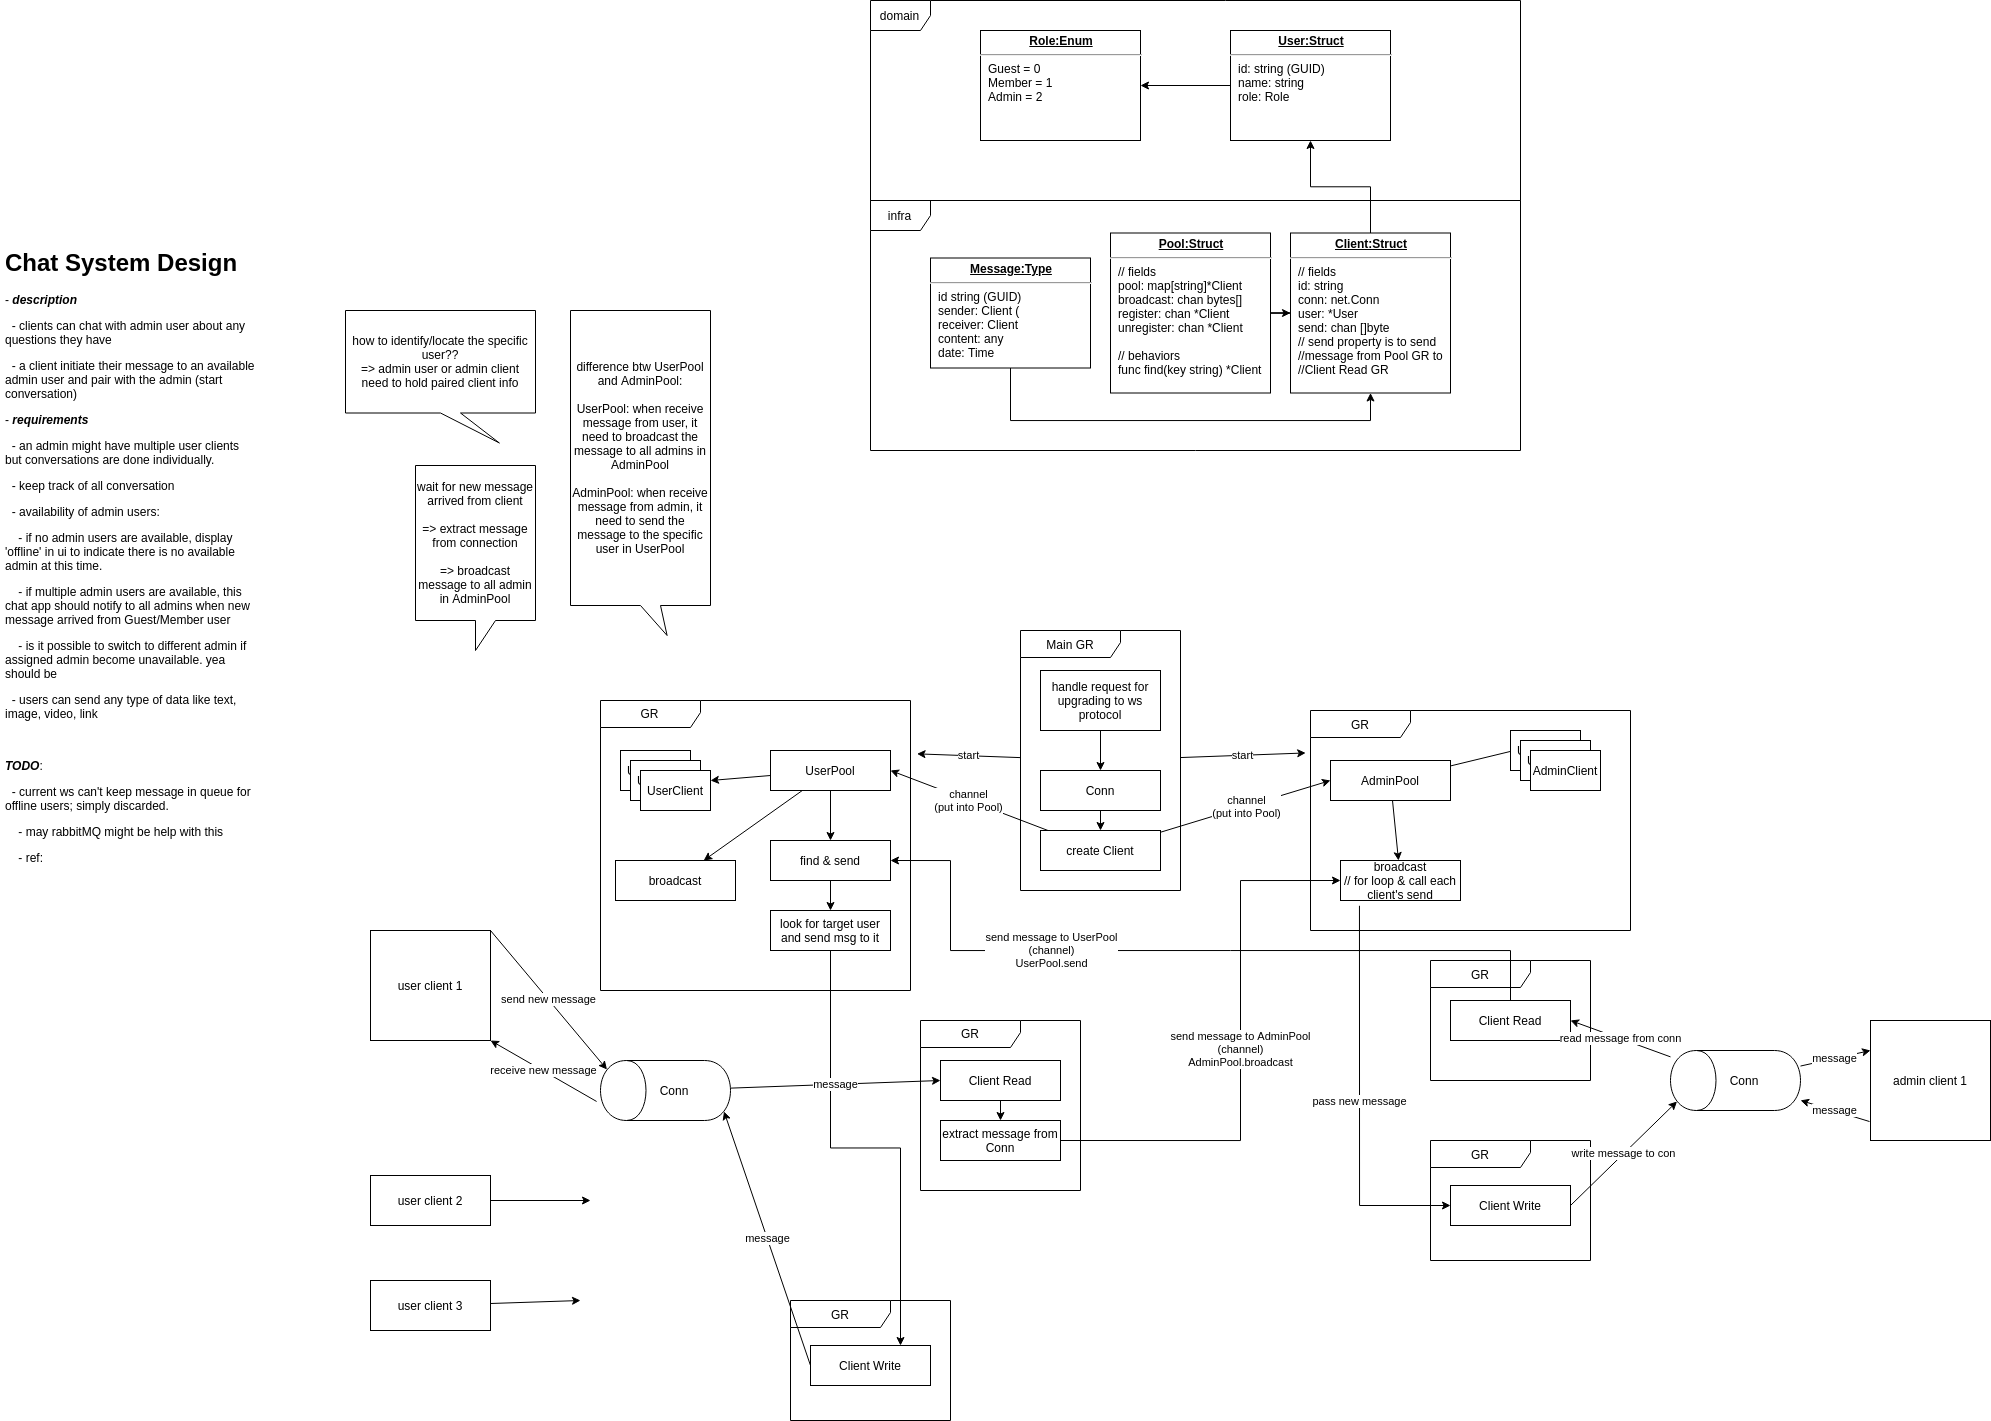 domain
Role:Enum
Guest = 0
Member = 1
Admin = 2
User:Struct
id: string (GUID)
name: string
role: Role
infra
Message:Type
id string (GUID)
sender: Client (
receiver: Client
content: any
date: Time
Pool:Struct
// fields
pool: map[string]*Client
broadcast: chan bytes[]
register: chan *Client
unregister: chan *Client
// behaviors
func find(key string) *Client
Client:Struct
// fields
id: string
conn: net.Conn
user: *User
send: chan []byte
// send property is to send
//message from Pool GR to
//Client Read GR
Chat System Design
- description
- clients can chat with admin user about any
questions they have
- a client initiate their message to an available
admin user and pair with the admin (start
conversation)
- requirements
- an admin might have multiple user clients
but conversations are done individually.
- keep track of all conversation
- availability of admin users:
- if no admin users are available, display
'offline' in ui to indicate there is no available
admin at this time.
- if multiple admin users are available, this
chat app should notify to all admins when new
message arrived from Guest/Member user
- is it possible to switch to different admin if
assigned admin become unavailable. yea
should be
- users can send any type of data like text,
image, video, link
TODO:
- current ws can't keep message in queue for
offline users; simply discarded.
- may rabbitMQ might be help with this
- ref:
how to identify/locate the specific
user??
=> admin user or admin client
need to hold paired client info
wait for new message
arrived from client
=> extract message
from connection
=> broadcast
message to all admin
in AdminPool
difference btw UserPool
and AdminPool:
UserPool: when receive
message from user, it
need to broadcast the
message to all admins in
AdminPool
AdminPool: when receive
message from admin, it
need to send the
message to the specific
user in UserPool
Main GR
handle request for
upgrading to ws
protocol
Conn
create Client
start
start
channel
(put into Pool)
channel
(put into Pool)
GR
UserClient
UserPool
broadcast
find & send
look for target user
and send msg to it
GR
AdminPool
AdminClient
broadcast
// for loop & call each
client's send
send message to UserPool
(channel)
UserPool.send
send message to AdminPool
(channel)
AdminPool.broadcast
pass new message
user client 1
send new message
receive new message
Conn
message
GR
Client Read
extract message from
Conn
user client 2
user client 3
message
GR
Client Write
GR
Client Read
read message from conn
GR
Client Write
write message to con
Conn
message
message
admin client 1